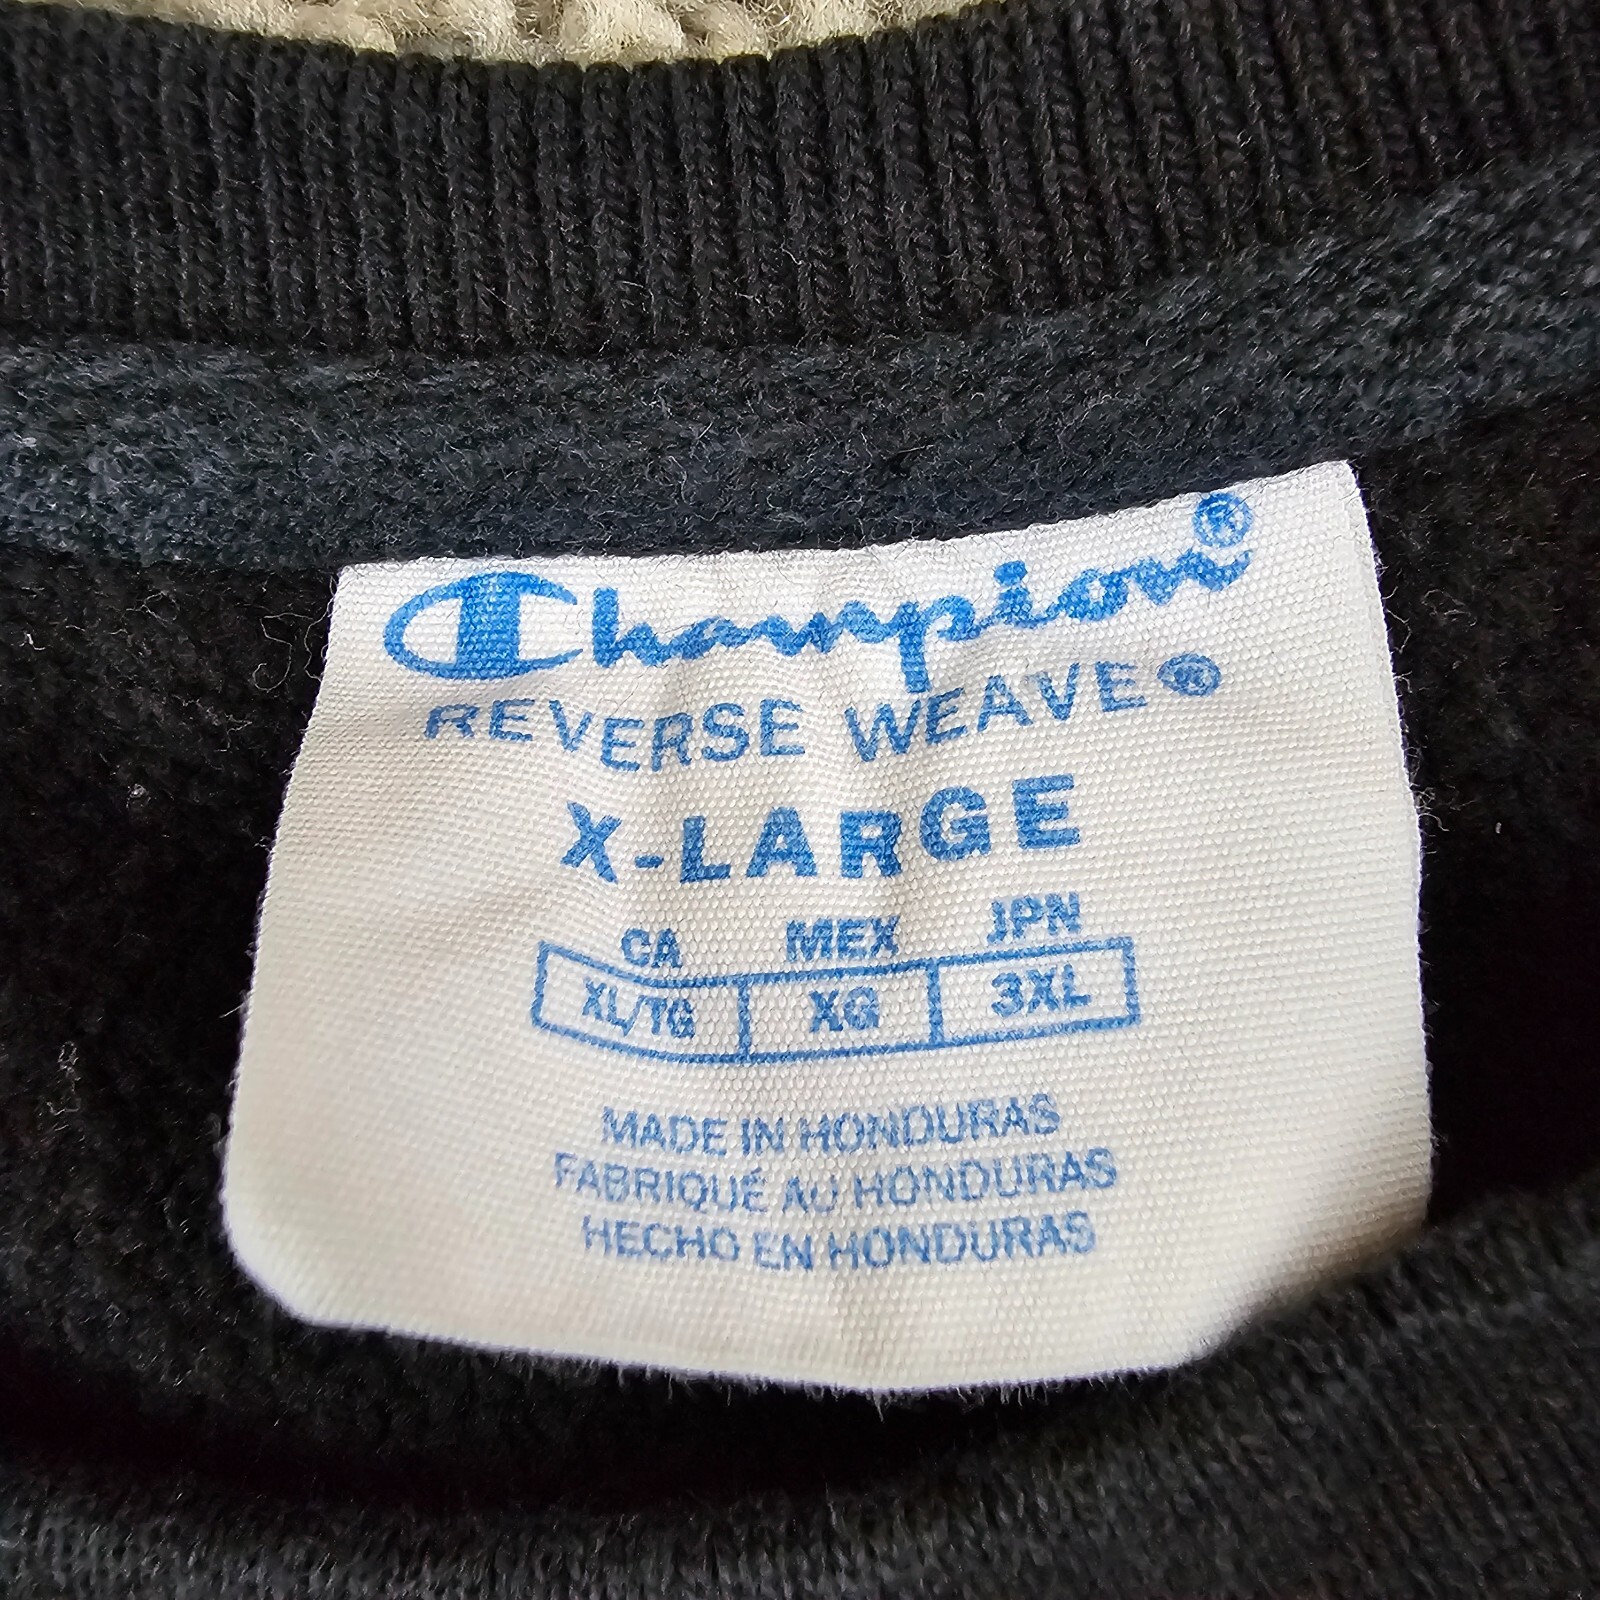 Champion®
REVERSE WEAVE®
X-LARGE
CA MEX JPN
XL/TG XG 3XL
MADE IN HONDURAS
FABRIQUÉ AU HONDURAS
HECHO EN HONDURAS